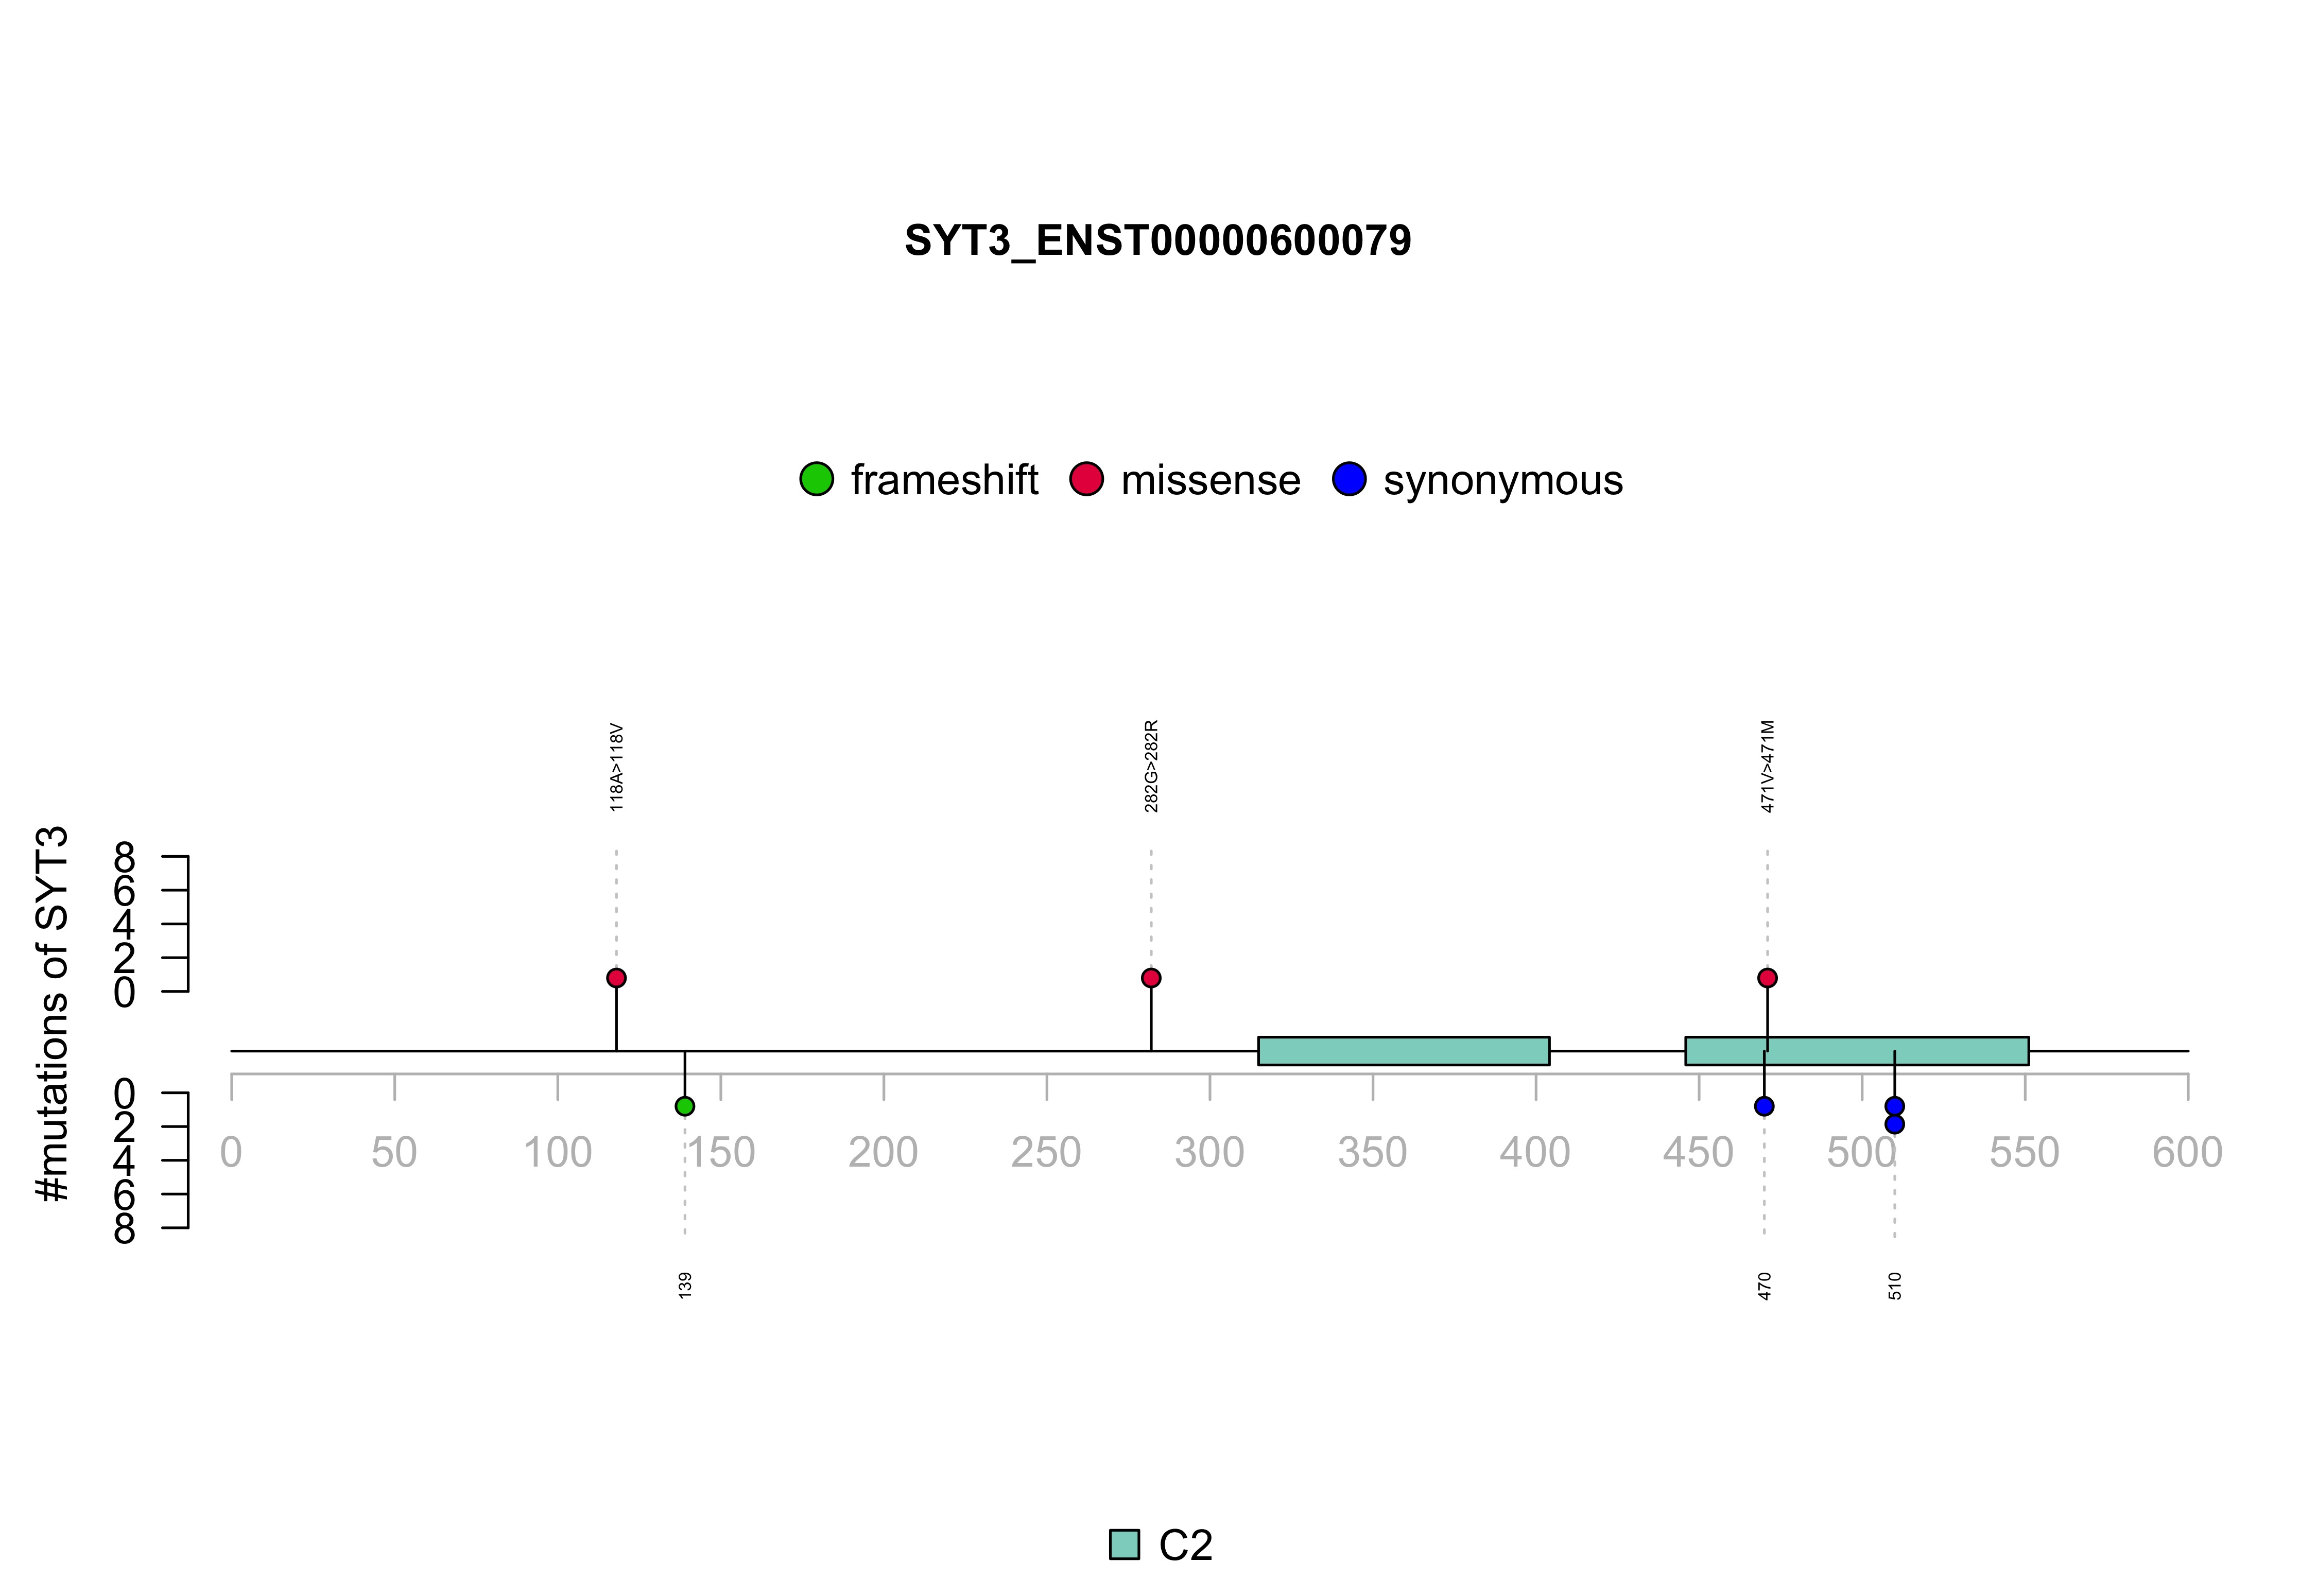 SYT3_ENST00000600079
frameshift missense synonymous
118A>118V
282G>282R
471V>471M
#mutations of SYT3
8
6
4
2
0
0
2
4
6
8
0 50 100 150 200 250 300 350 400 450 500 550 600
139
470
510
C2